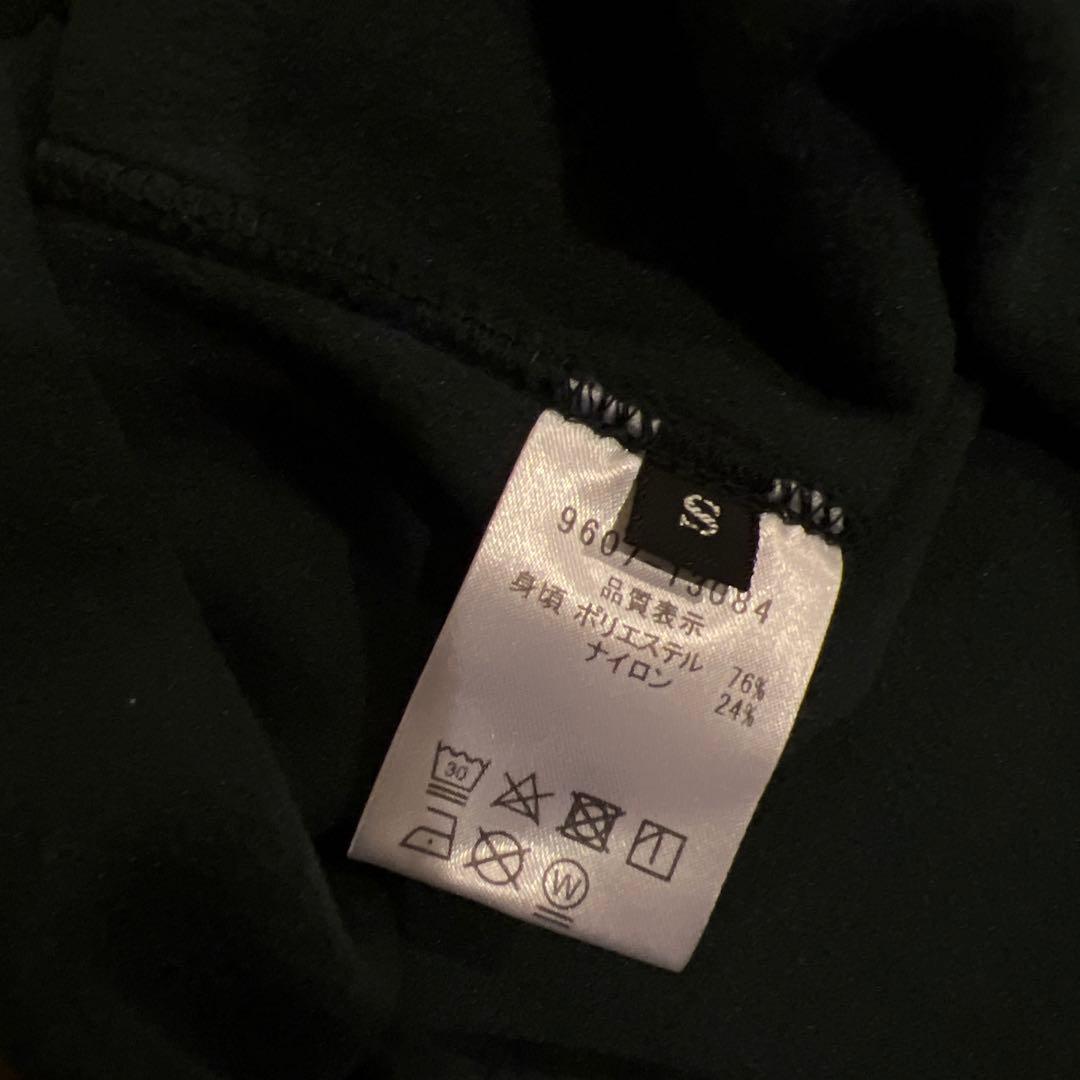 S
9607-13084
品質表示
身頃 ポリエステル 76%
ナイロン 24%
30
W